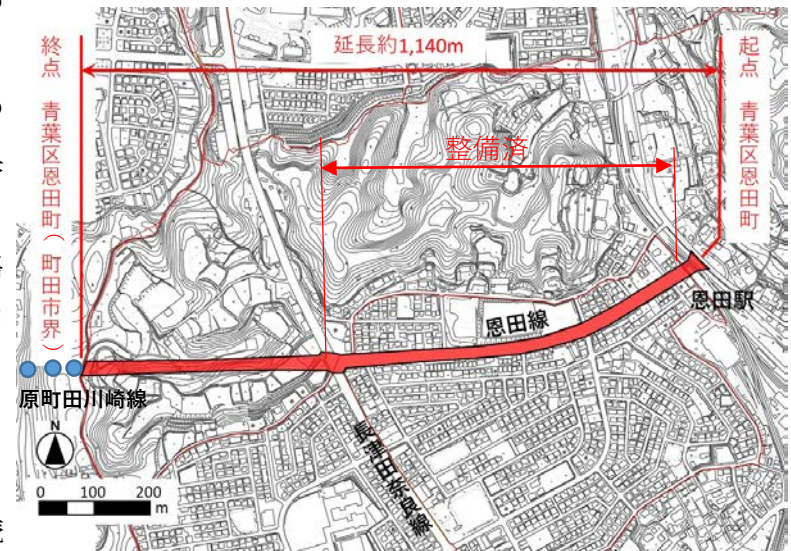 延長約1,140m
終点 青葉区恩田町(町田市界)
起点 青葉区恩田町
整備済
恩田線
恩田駅
原町田川崎線
長津田奈良線
N
0 100 200 m